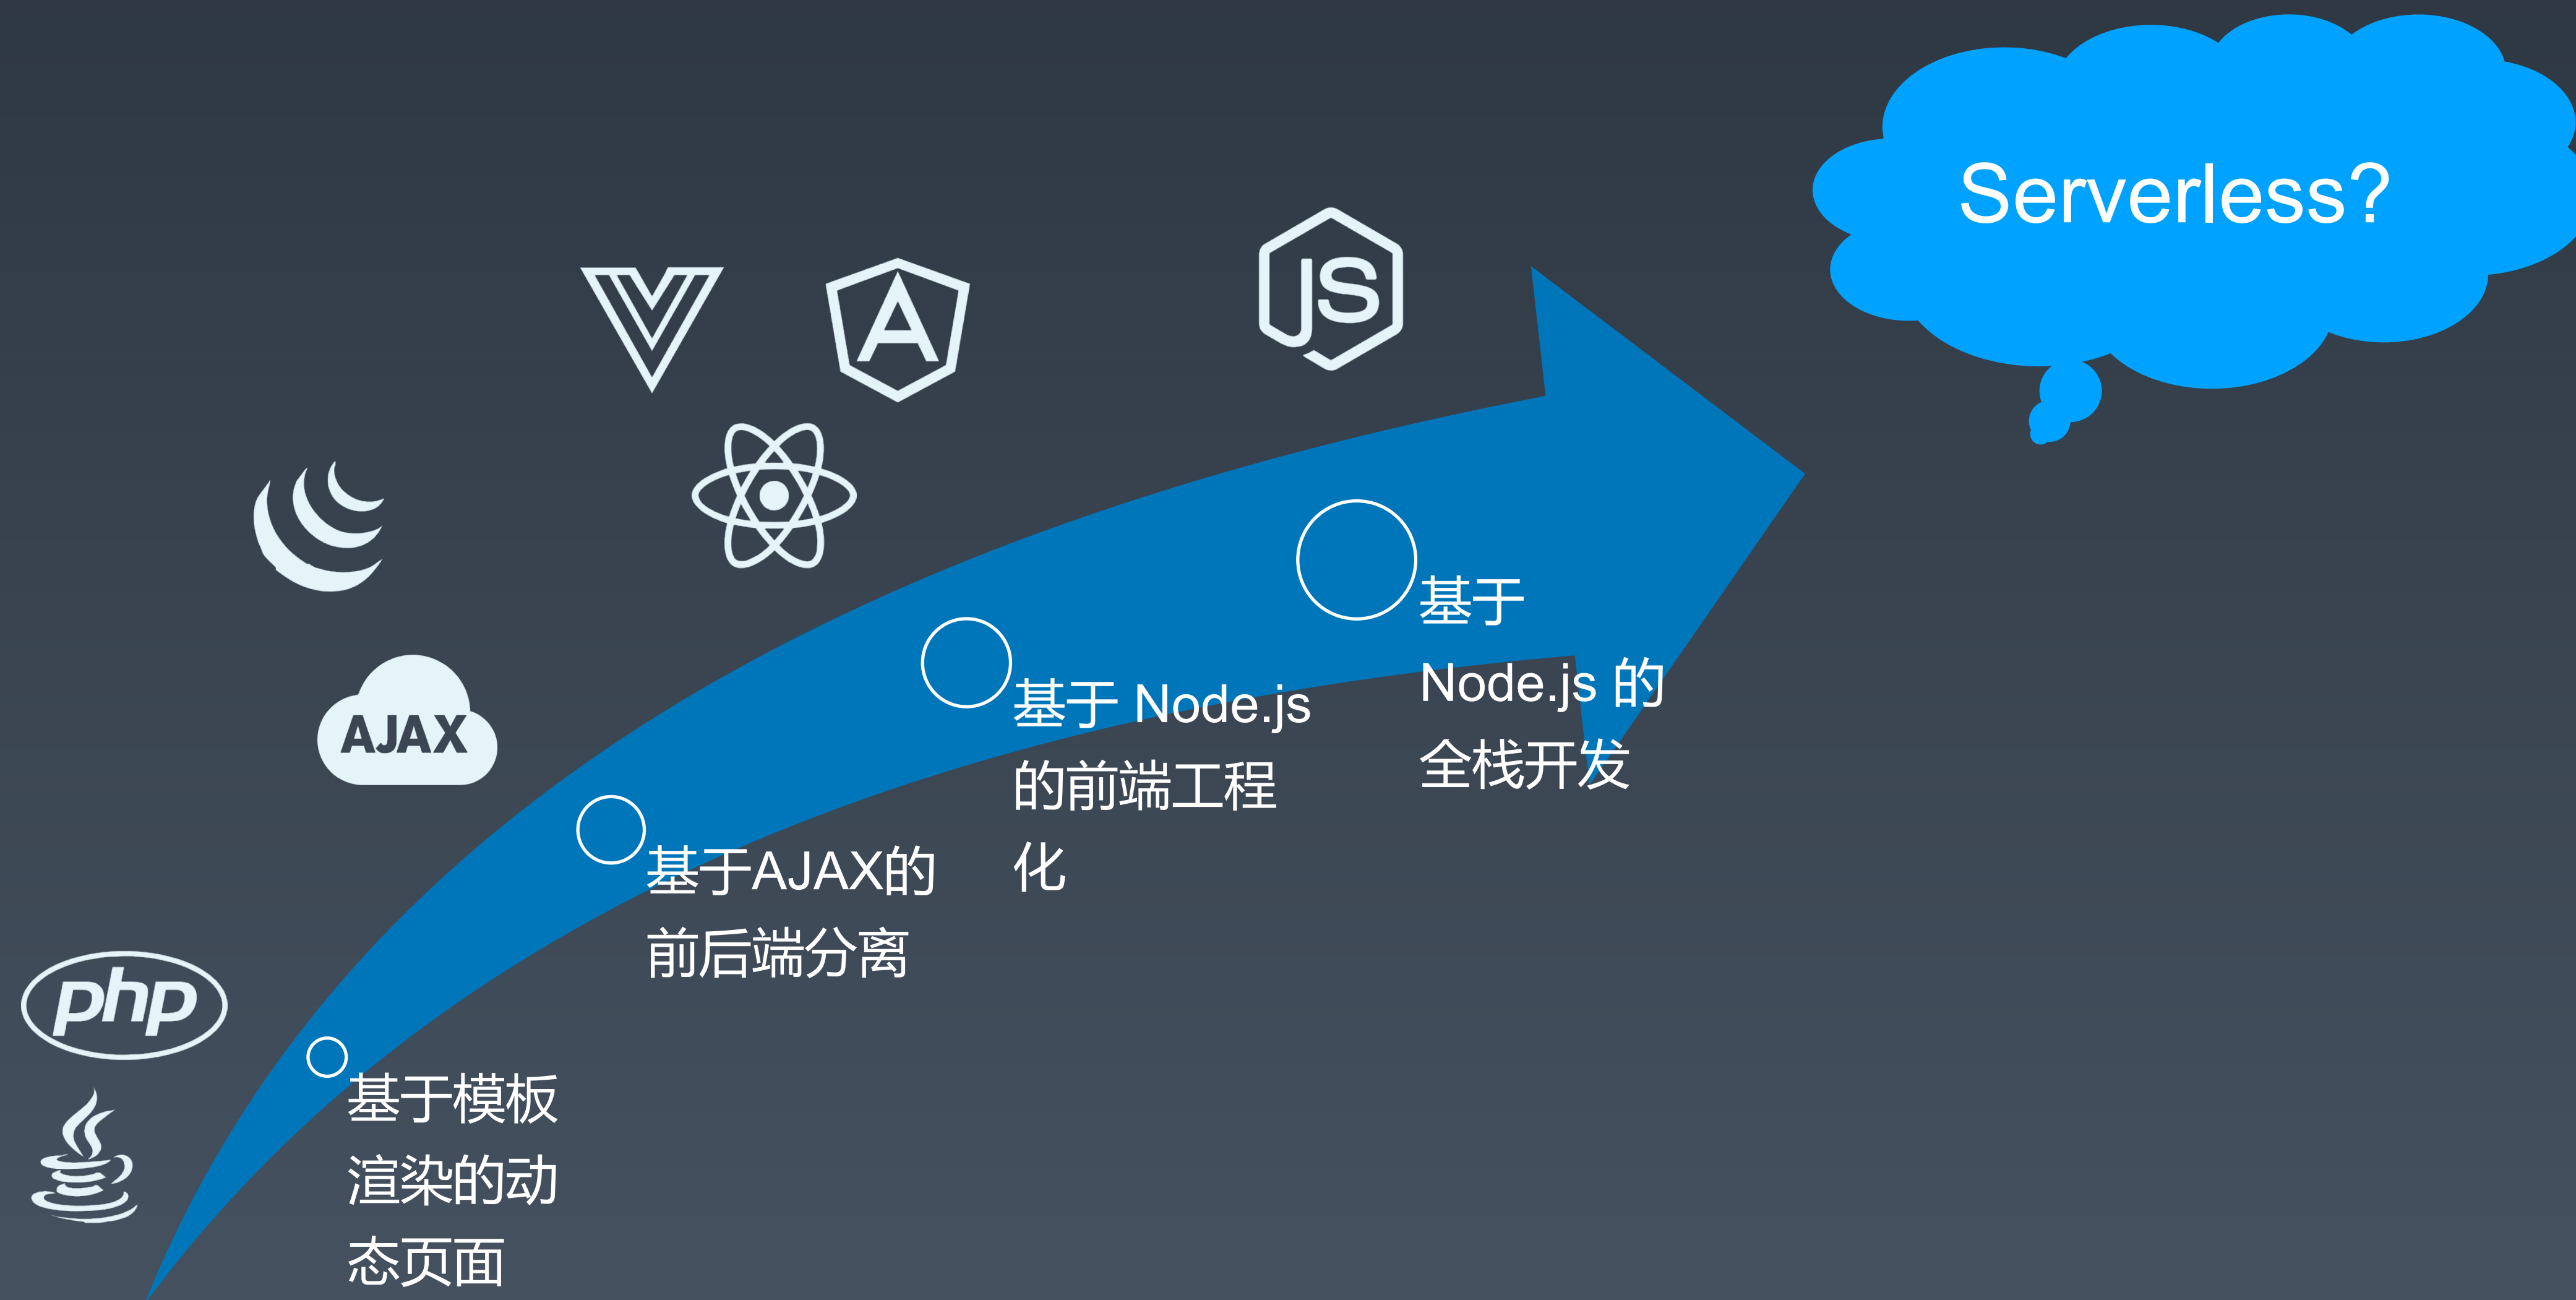 Serverless?
JS
A
AJAX
php
基于
Node.js 的
全栈开发
基于 Node.js
的前端工程
化
基于AJAX的
前后端分离
基于模板
渲染的动
态页面